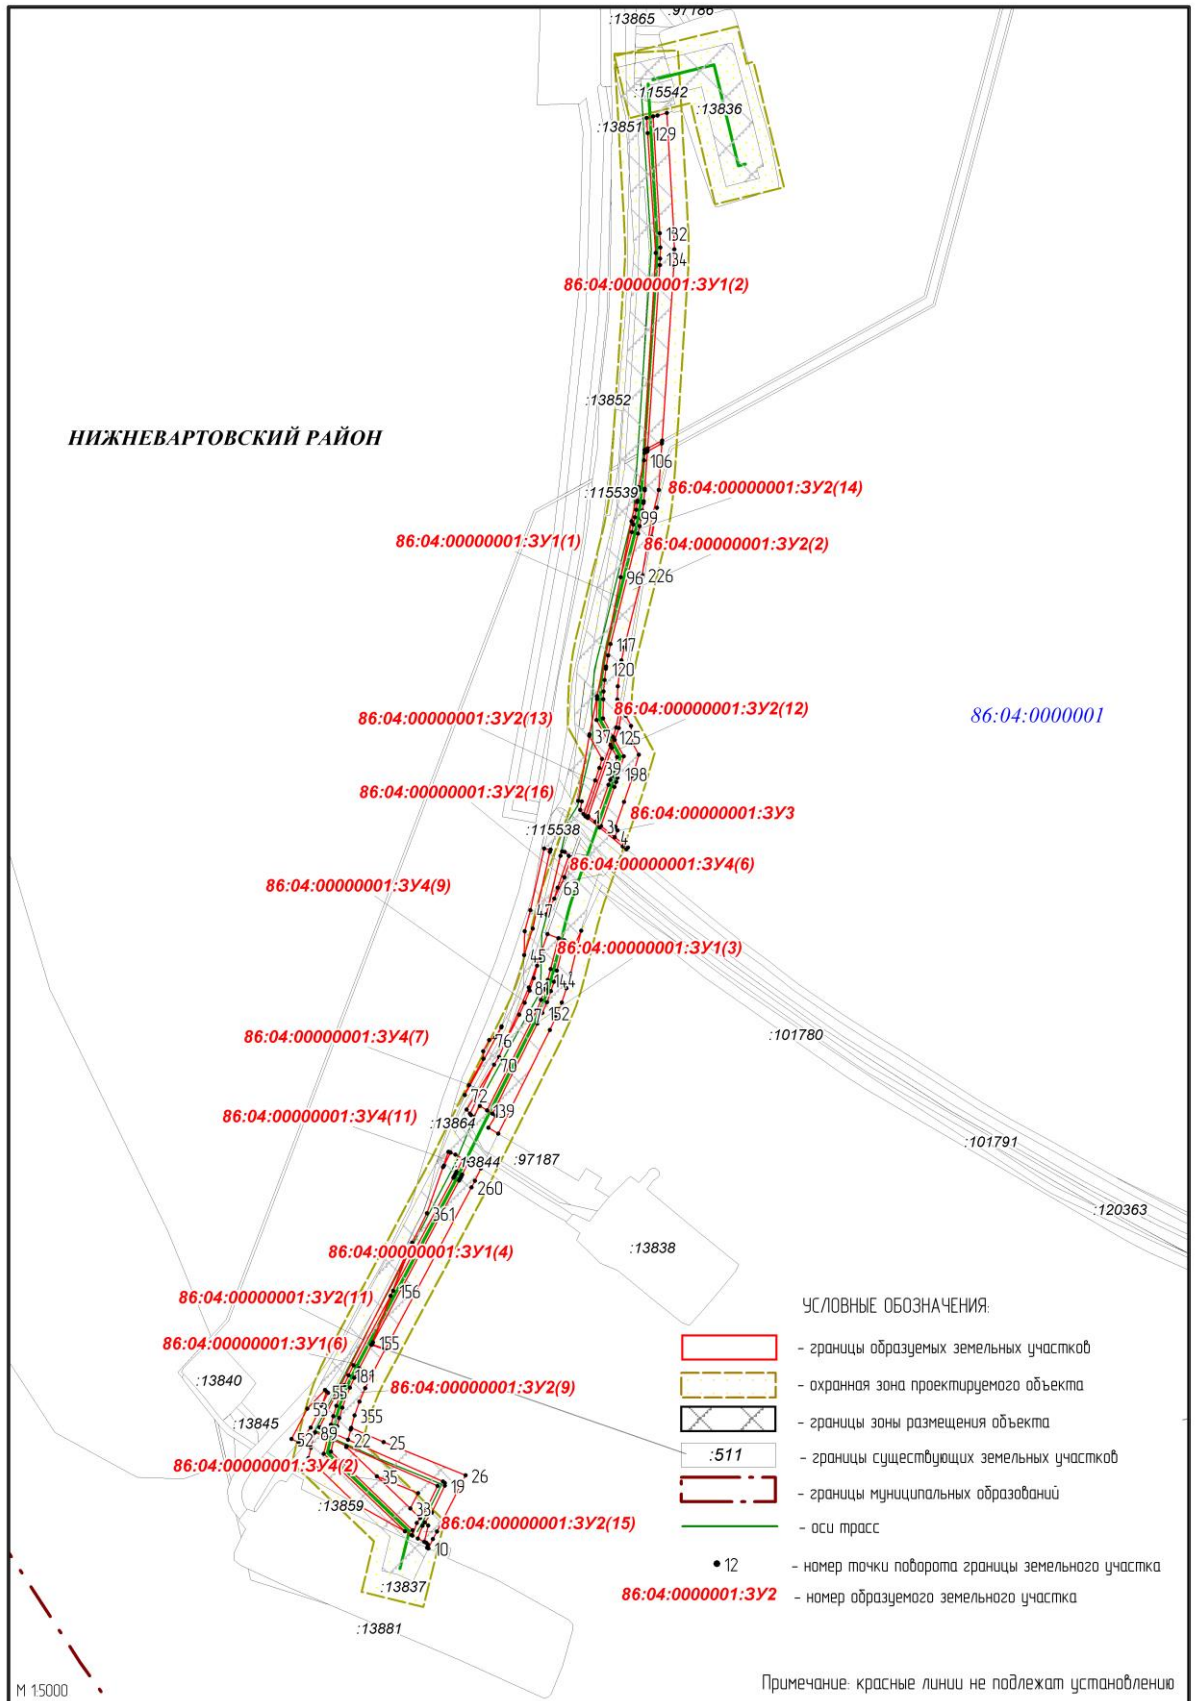 :97186
:13865
:115542
:13836
:13851
129
132
134
86:04:00000001:ЗУ1(2)
:13852
НИЖНЕВАРТОВСКИЙ РАЙОН
106
86:04:00000001:ЗУ2(14)
:115539
99
86:04:00000001:ЗУ1(1)
86:04:00000001:ЗУ2(2)
96
226
117
120
86:04:00000001:ЗУ2(12)
86:04:0000001
86:04:00000001:ЗУ2(13)
37
125
39
198
86:04:00000001:ЗУ2(16)
86:04:00000001:ЗУ3
1
3
4
:115538
86:04:00000001:ЗУ4(6)
86:04:00000001:ЗУ4(9)
63
47
86:04:00000001:ЗУ1(3)
45
144
81
87
152
:101780
86:04:00000001:ЗУ4(7)
76
70
72
139
86:04:00000001:ЗУ4(11)
:13864
:101791
:13844
:97187
260
:120363
361
:13838
86:04:00000001:ЗУ1(4)
156
86:04:00000001:ЗУ2(11)
86:04:00000001:ЗУ1(6)
155
:13840
181
86:04:00000001:ЗУ2(9)
55
53
355
:13845
89
52
22
25
86:04:00000001:ЗУ4(2)
35
26
19
:13859
38
86:04:00000001:ЗУ2(15)
10
:13837
:13881
УСЛОВНЫЕ ОБОЗНАЧЕНИЯ:
- границы образуемых земельных участков
- охранная зона проектируемого объекта
- границы зоны размещения объекта
:511 - границы существующих земельных участков
- границы муниципальных образований
- оси трасс
12 - номер точки поворота границы земельного участка
86:04:0000001:ЗУ2 - номер образуемого земельного участка
Примечание: красные линии не подлежат установлению
М 1:5000